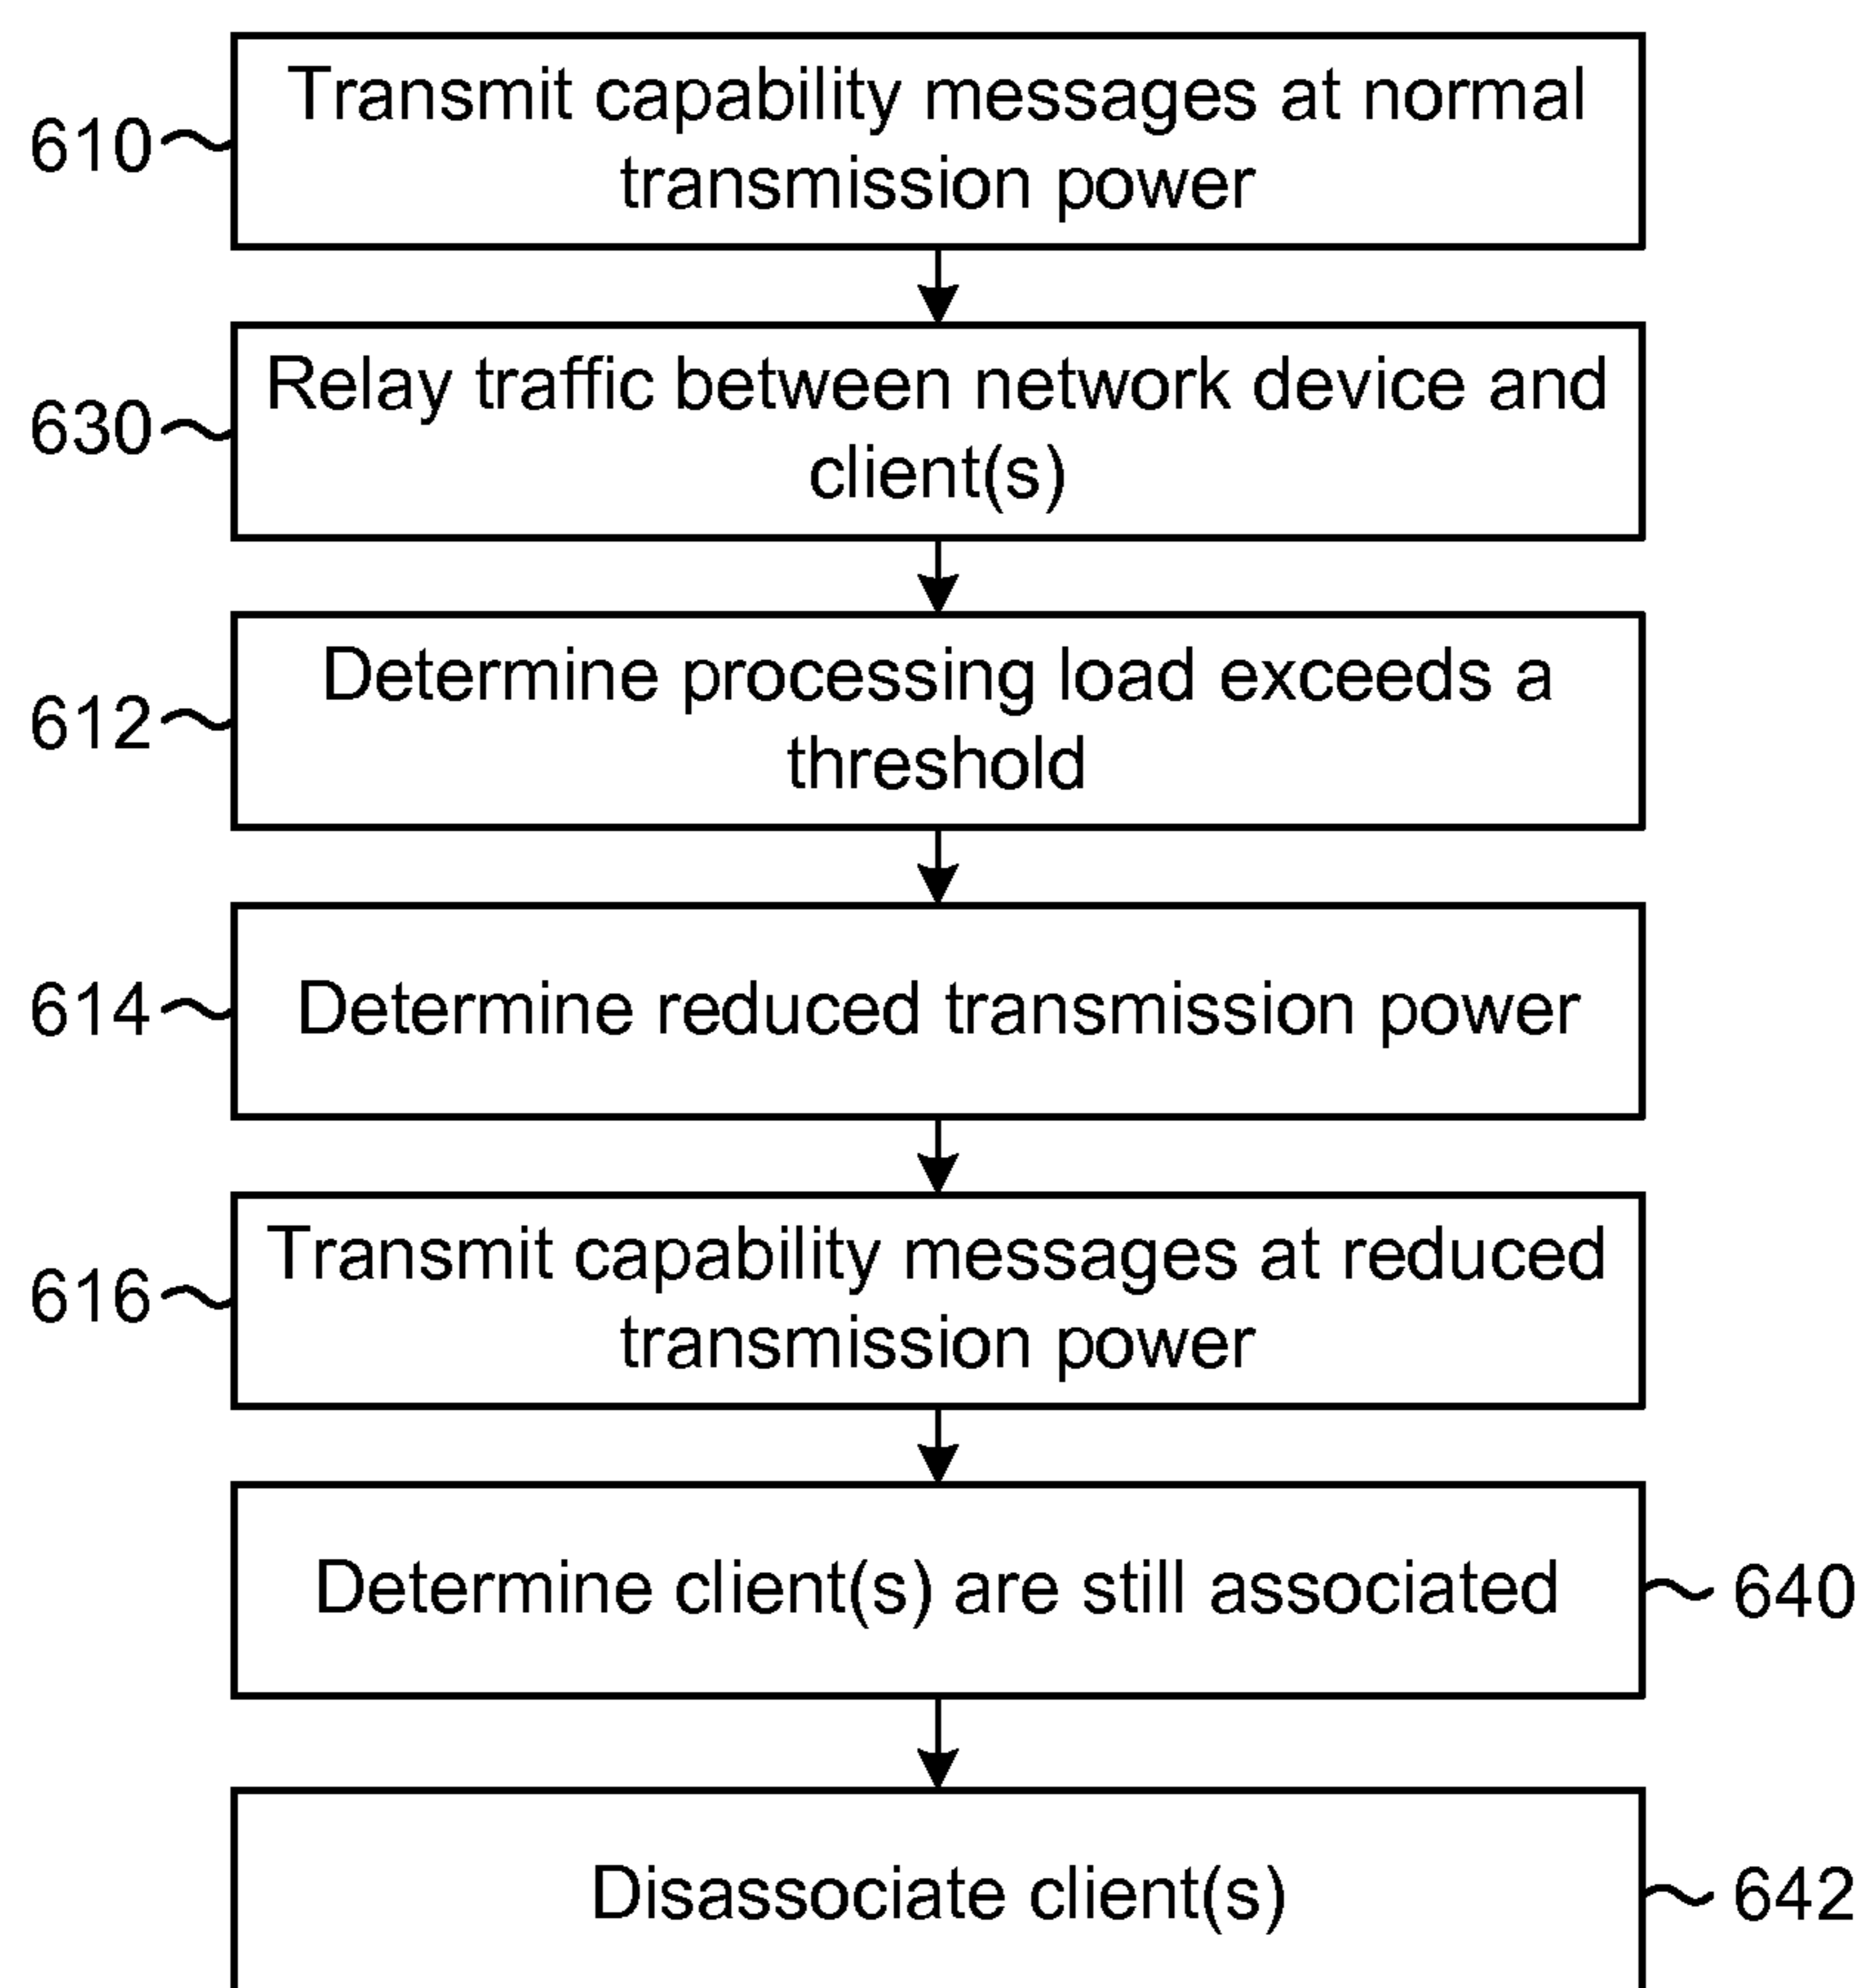 Transmit capability messages at normal
transmission power
610
Relay traffic between network device and
client(s)
630
Determine processing load exceeds a
threshold
612
Determine reduced transmission power
614
Transmit capability messages at reduced
transmission power
616
Determine client(s) are still associated
640
Disassociate client(s)
642